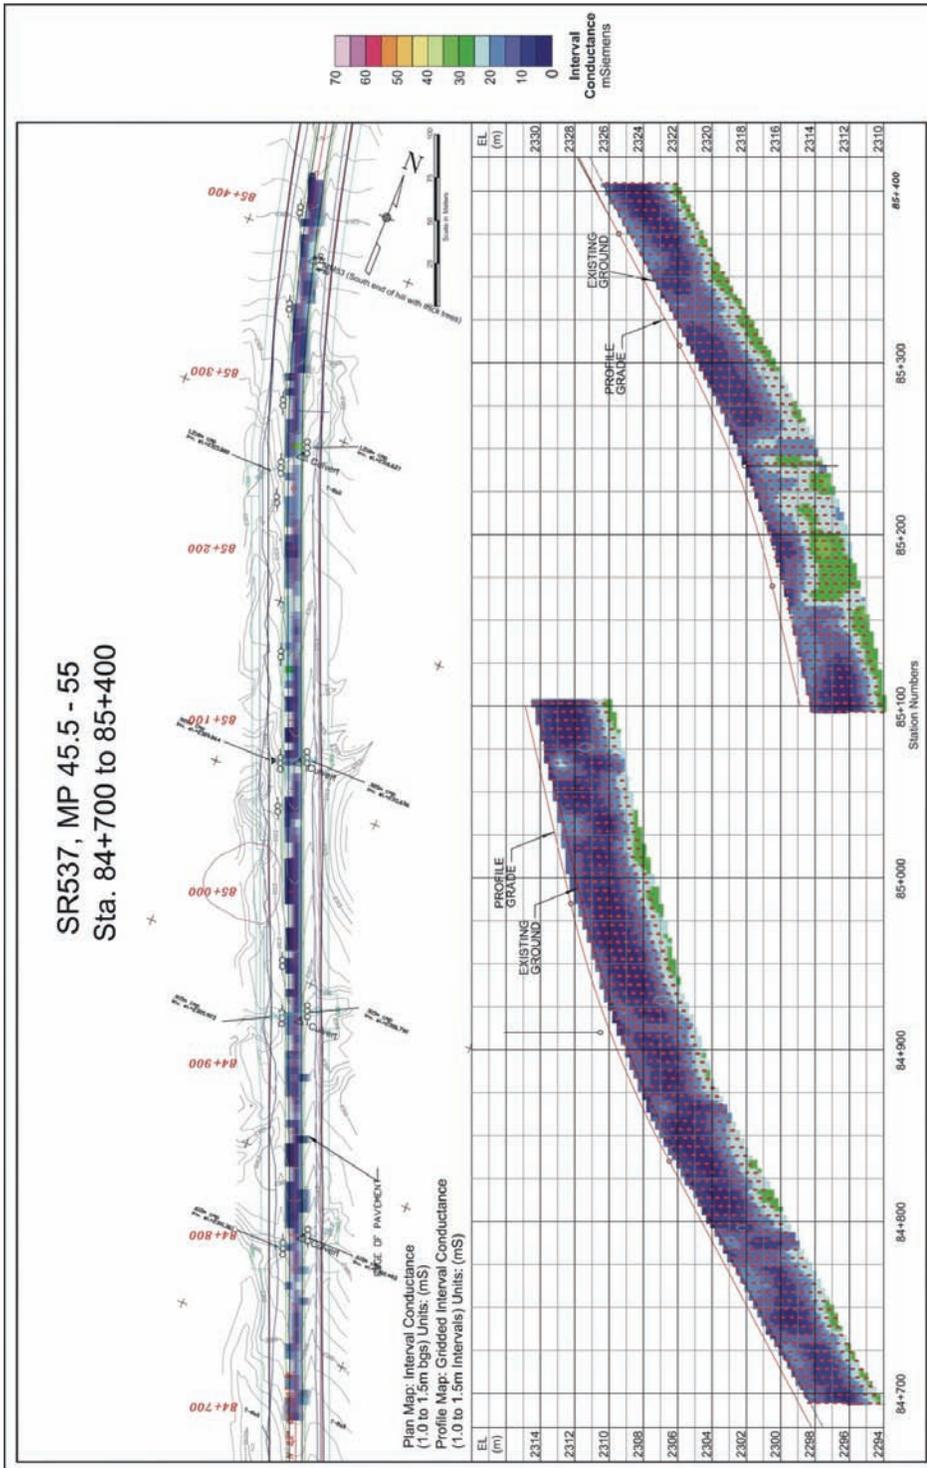 SR537, MP 45.5 - 55
Sta. 84+700 to 85+400
84+700
84+800
84+900
85+000
85+100
85+200
85+300
85+400
Culvert
Culvert
Culvert
Culvert
EDGE OF PAVEMENT
(South end of hill with thick trees)
N
25
50
75
100
Scale in Meters
Plan Map: Interval Conductance
(1.0 to 1.5m bgs) Units: (mS)
Profile Map: Gridded Interval Conductance
(1.0 to 1.5m Intervals) Units: (mS)
EL
(m)
2314
2312
2310
2308
2306
2304
2302
2300
2298
2296
2294
EXISTING
GROUND
PROFILE
GRADE
PROFILE
GRADE
EXISTING
GROUND
EL
(m)
2330
2328
2326
2324
2322
2320
2318
2316
2314
2312
2310
84+700
84+800
84+900
85+000
85+100
85+200
85+300
85+400
Station Numbers
70
60
50
40
30
20
10
0
Interval
Conductance
mSiemens